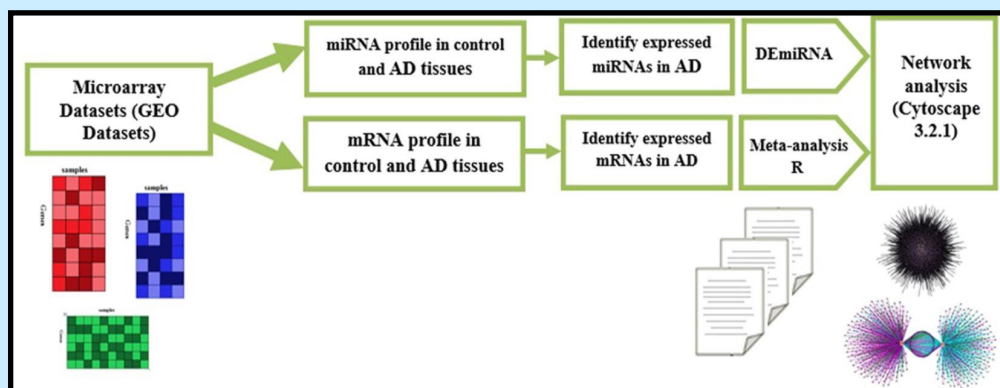 Microarray
Datasets (GEO
Datasets)
miRNA profile in control
and AD tissues
Identify expressed
miRNAs in AD
DEmiRNA
Network
analysis
(Cytoscape
3.2.1)
mRNA profile in
control and AD tissues
Identify expressed
mRNAs in AD
Meta-analysis
R
samples
Genes
samples
Genes
samples
Genes